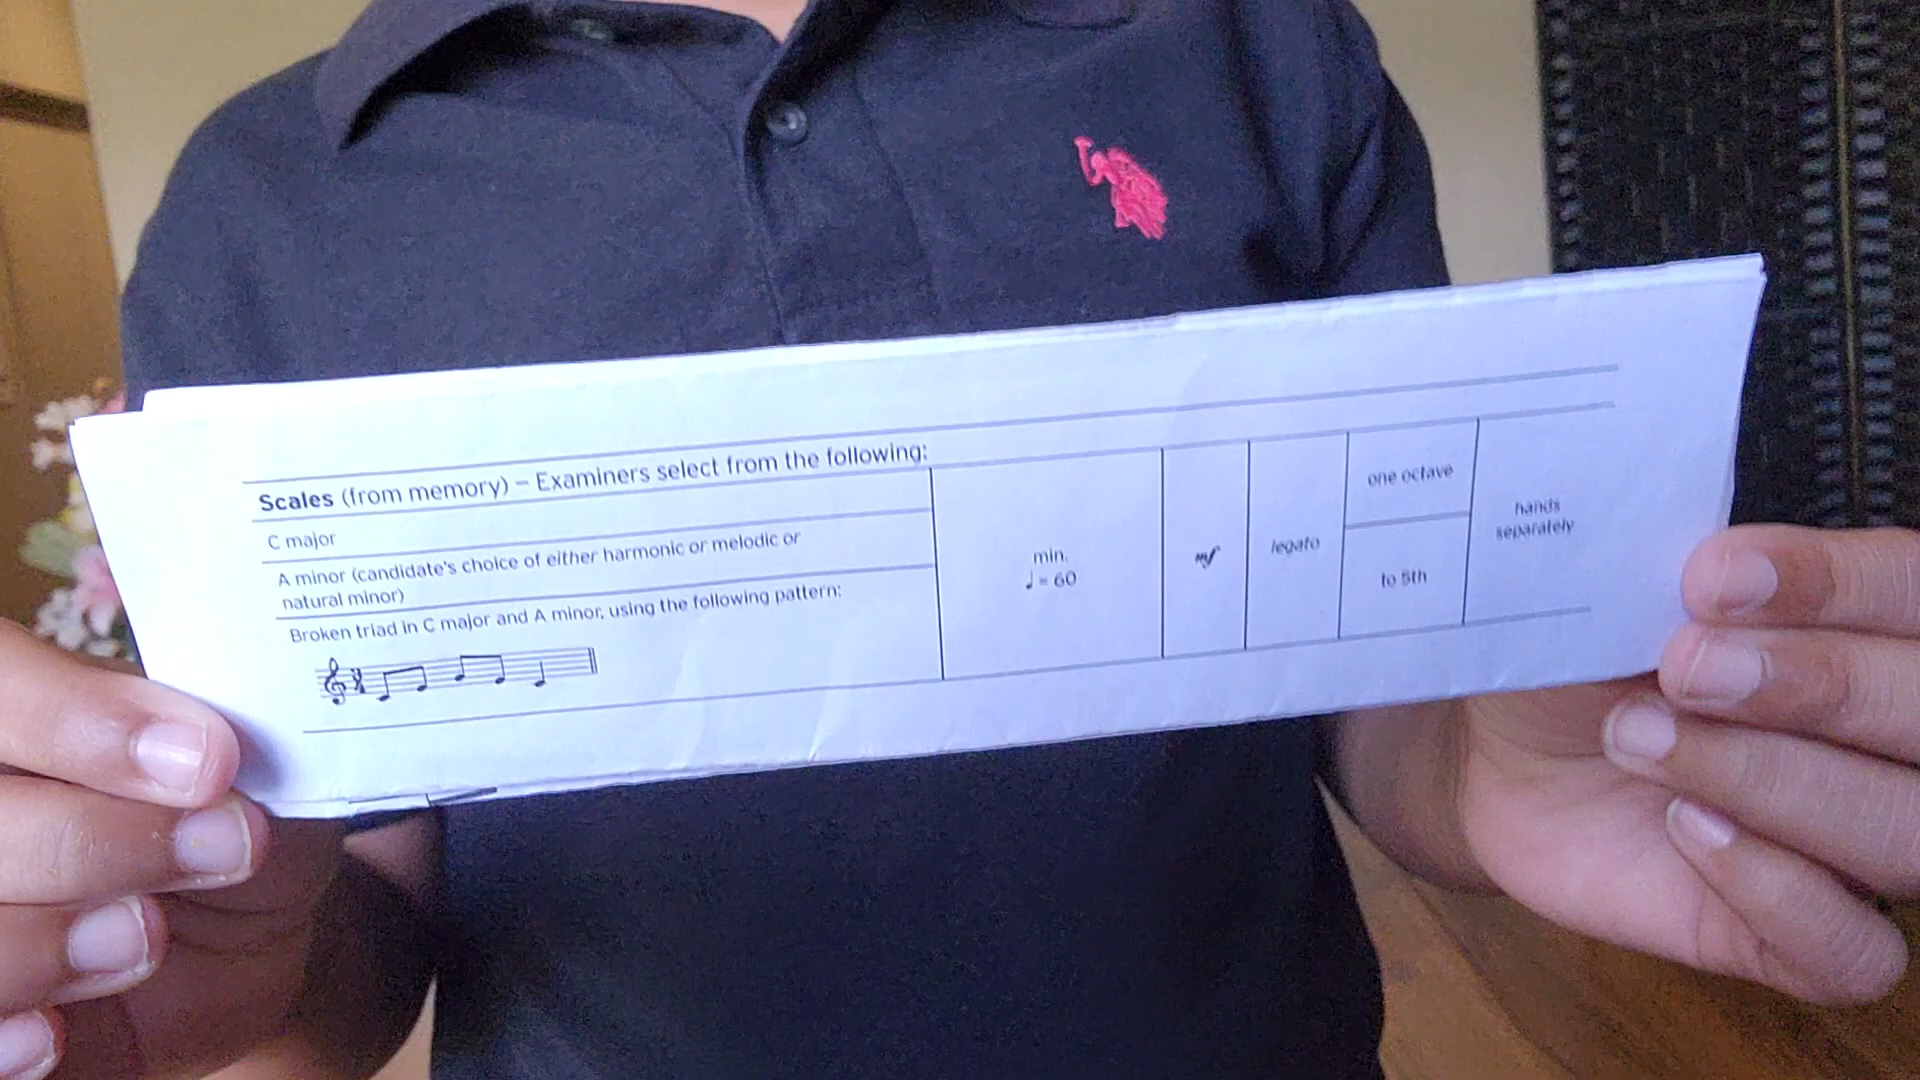 Scales (from memory) – Examiners select from the following:
C major
A minor (candidate's choice of either harmonic or melodic or
natural minor)
Broken triad in C major and A minor, using the following pattern:
min.
♩= 60
mf
legato
one octave
to 5th
hands
separately